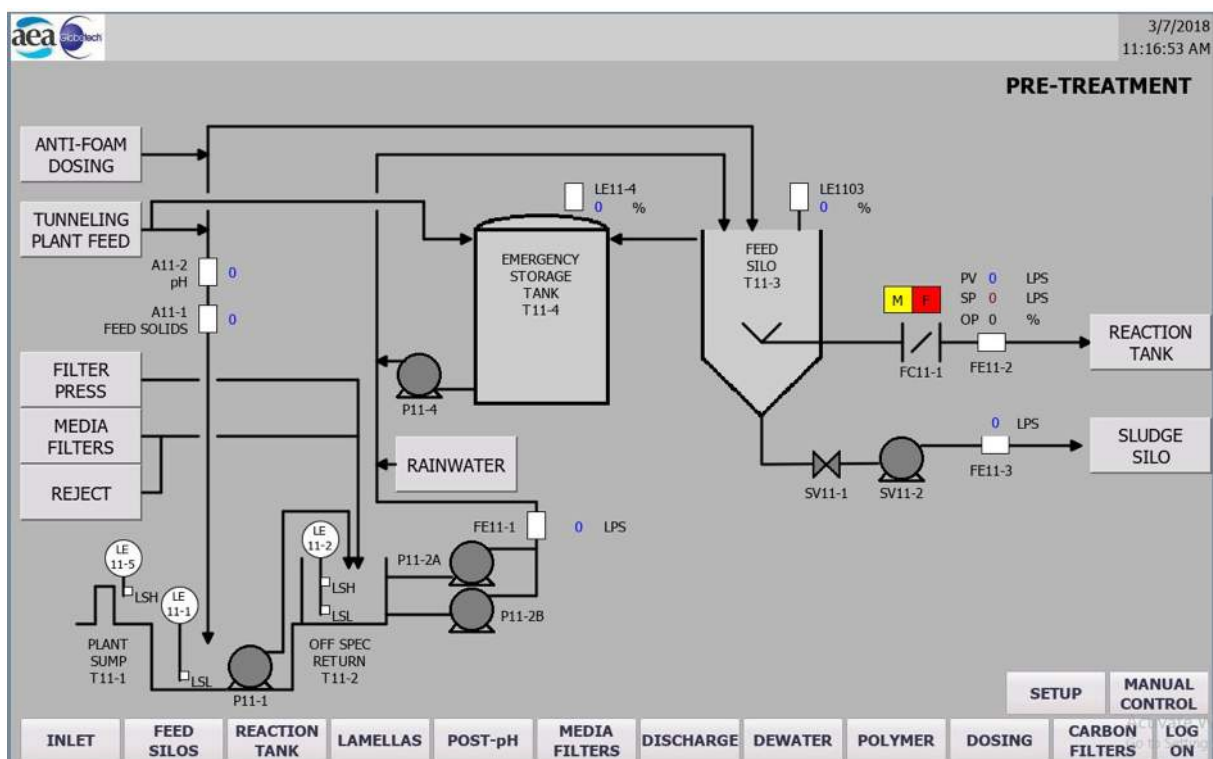 aea
Globaltech
3/7/2018
11:16:53 AM
PRE-TREATMENT
ANTI-FOAM
DOSING
TUNNELING
PLANT FEED
LE11-4
0 %
LE1103
0 %
A11-2
pH
0
A11-1
FEED SOLIDS
0
EMERGENCY
STORAGE
TANK
T11-4
FEED
SILO
T11-3
M F
PV 0 LPS
SP 0 LPS
OP 0 %
FC11-1
FE11-2
REACTION
TANK
FILTER
PRESS
MEDIA
FILTERS
REJECT
P11-4
RAINWATER
0 LPS
FE11-3
SLUDGE
SILO
SV11-1
SV11-2
FE11-1
0 LPS
LE
11-5
LSH
LE
11-1
LSL
LE
11-2
LSH
LSL
P11-2A
P11-2B
PLANT
SUMP
T11-1
P11-1
OFF SPEC
RETURN
T11-2
SETUP
MANUAL
CONTROL
INLET
FEED
SILOS
REACTION
TANK
LAMELLAS
POST-pH
MEDIA
FILTERS
DISCHARGE
DEWATER
POLYMER
DOSING
CARBON
FILTERS
LOG
ON